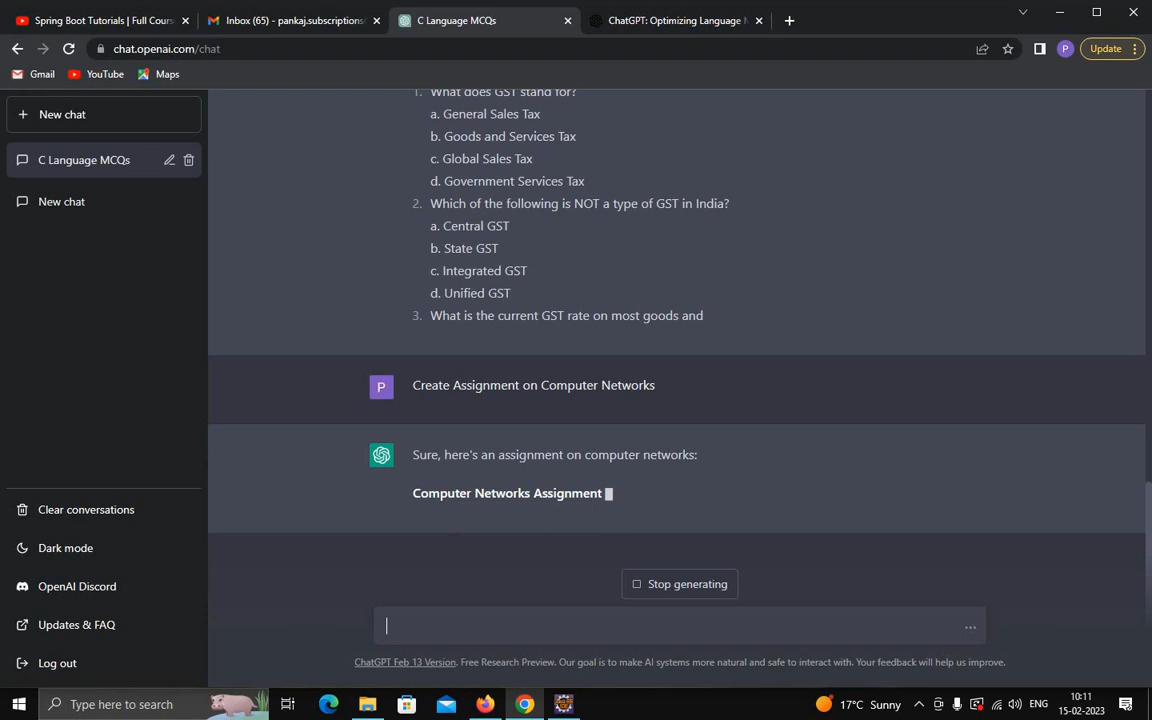 Spring Boot Tutorials | Full Cours
Inbox (65) - pankaj.subscriptions
C Language MCQs
ChatGPT: Optimizing Language M
chat.openai.com/chat
P
Update
Gmail
YouTube
Maps
New chat
C Language MCQs
New chat
1. What does GST stand for?
a. General Sales Tax
b. Goods and Services Tax
c. Global Sales Tax
d. Government Services Tax
2. Which of the following is NOT a type of GST in India?
a. Central GST
b. State GST
c. Integrated GST
d. Unified GST
3. What is the current GST rate on most goods and
P
Create Assignment on Computer Networks
Sure, here's an assignment on computer networks:
Computer Networks Assignment
Stop generating
Clear conversations
Dark mode
OpenAI Discord
Updates & FAQ
Log out
ChatGPT Feb 13 Version. Free Research Preview. Our goal is to make AI systems more natural and safe to interact with. Your feedback will help us improve.
Type here to search
17°C Sunny
ENG
10:11
15-02-2023